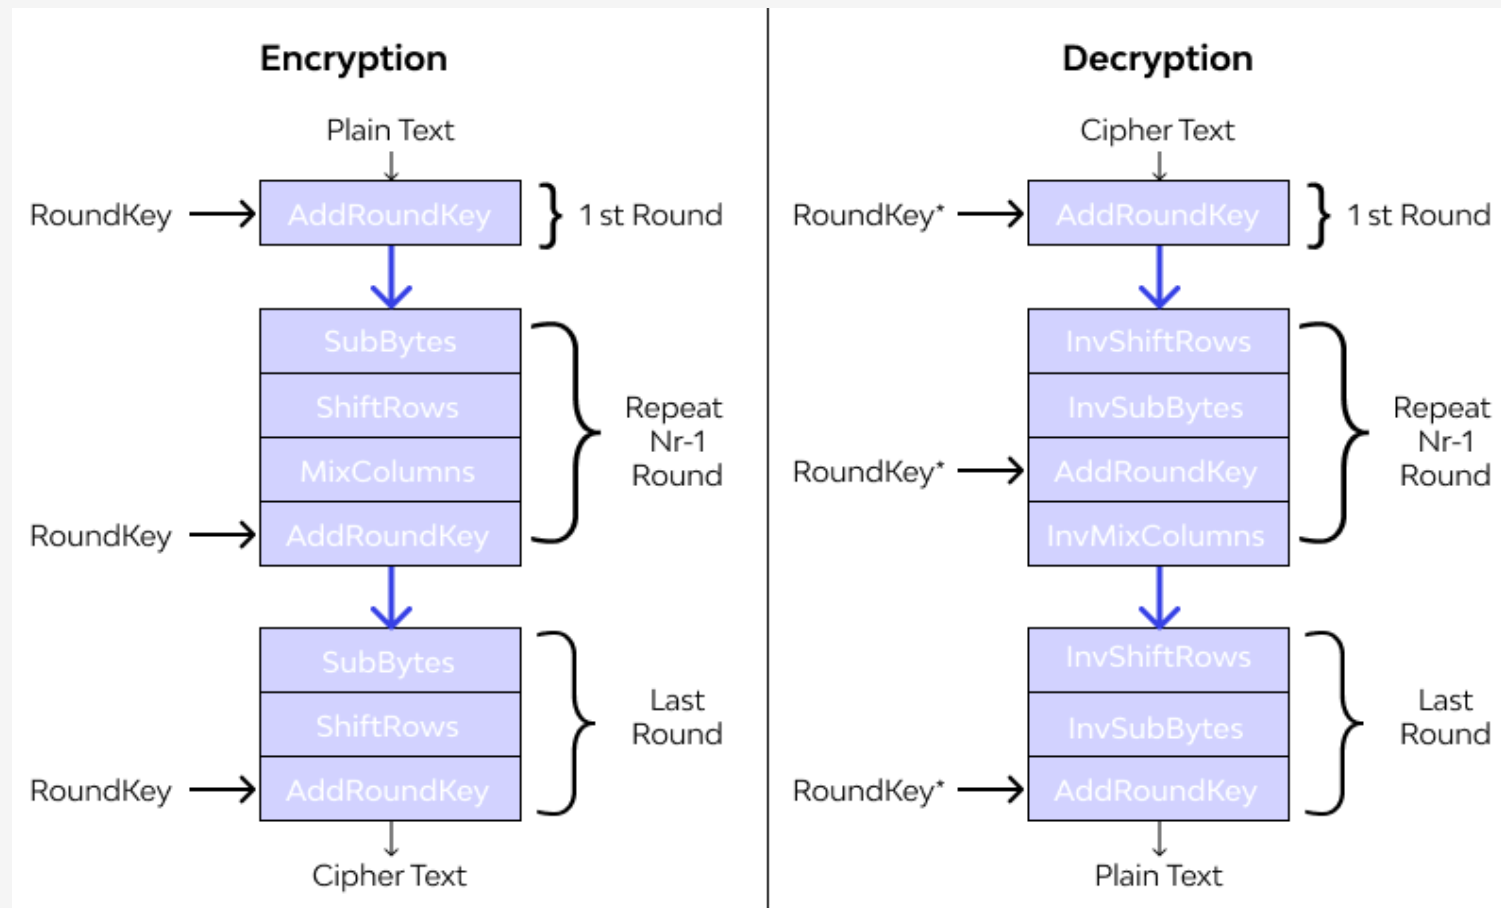 Encryption
Plain Text
RoundKey
AddRoundKey
1 st Round
SubBytes
ShiftRows
MixColumns
RoundKey
AddRoundKey
Repeat
Nr-1
Round
SubBytes
ShiftRows
RoundKey
AddRoundKey
Last
Round
Cipher Text
Decryption
Cipher Text
RoundKey*
AddRoundKey
1 st Round
InvShiftRows
InvSubBytes
RoundKey*
AddRoundKey
InvMixColumns
Repeat
Nr-1
Round
InvShiftRows
InvSubBytes
RoundKey*
AddRoundKey
Last
Round
Plain Text